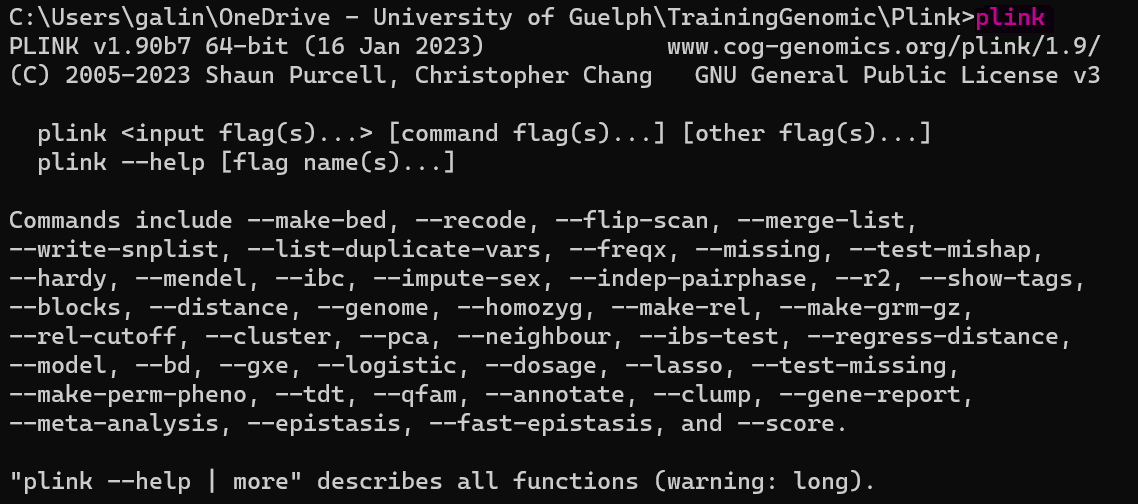 C:\Users\galin\OneDrive - University of Guelph\TrainingGenomic\Plink>plink
PLINK v1.90b7 64-bit (16 Jan 2023)             www.cog-genomics.org/plink/1.9/
(C) 2005-2023 Shaun Purcell, Christopher Chang   GNU General Public License v3

  plink <input flag(s)...> [command flag(s)...] [other flag(s)...]
  plink --help [flag name(s)...]

Commands include --make-bed, --recode, --flip-scan, --merge-list,
--write-snplist, --list-duplicate-vars, --freqx, --missing, --test-mishap,
--hardy, --mendel, --ibc, --impute-sex, --indep-pairphase, --r2, --show-tags,
--blocks, --distance, --genome, --homozyg, --make-rel, --make-grm-gz,
--rel-cutoff, --cluster, --pca, --neighbour, --ibs-test, --regress-distance,
--model, --bd, --gxe, --logistic, --dosage, --lasso, --test-missing,
--make-perm-pheno, --tdt, --qfam, --annotate, --clump, --gene-report,
--meta-analysis, --epistasis, --fast-epistasis, and --score.

"plink --help | more" describes all functions (warning: long).